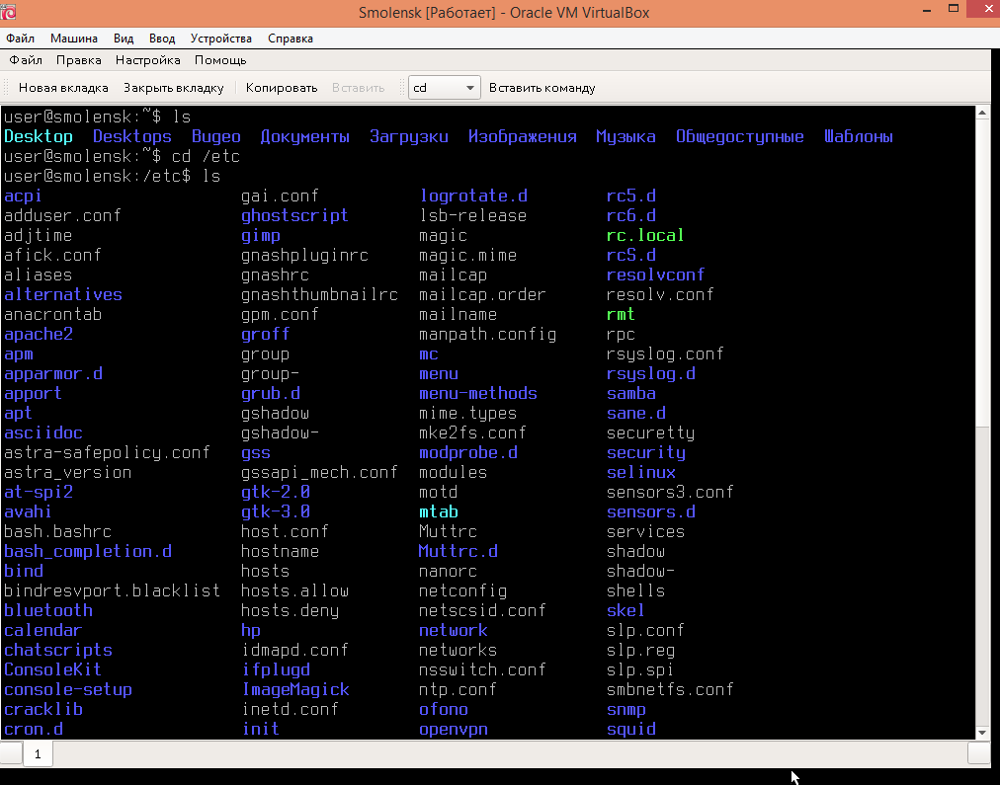 Smolensk [Работает] - Oracle VM VirtualBox
Файл Машина Вид Ввод Устройства Справка
Файл Правка Настройка Помощь
Новая вкладка Закрыть вкладку Копировать Вставить cd Вставить команду
user@smolensk:~$ ls
Desktop Desktops Видео Документы Загрузки Изображения Музыка Общедоступные Шаблоны
user@smolensk:~$ cd /etc
user@smolensk:/etc$ ls
acpi gai.conf logrotate.d rc5.d
adduser.conf ghostscript lsb-release rc6.d
adjtime gimp magic rc.local
afick.conf gnashpluginrc magic.mime rcS.d
aliases gnashrc mailcap resolvconf
alternatives gnashthumbnailrc mailcap.order resolv.conf
anacrontab gpm.conf mailname rmt
apache2 groff manpath.config rpc
apm group mc rsyslog.conf
apparmor.d group- menu rsyslog.d
apport grub.d menu-methods samba
apt gshadow mime.types sane.d
asciidoc gshadow- mke2fs.conf securetty
astra-safepolicy.conf gss modprobe.d security
astra_version gssapi_mech.conf modules selinux
at-spi2 gtk-2.0 motd sensors3.conf
avahi gtk-3.0 mtab sensors.d
bash.bashrc host.conf Muttrc services
bash_completion.d hostname Muttrc.d shadow
bind hosts nanorc shadow-
bindresvport.blacklist hosts.allow netconfig shells
bluetooth hosts.deny netscsid.conf skel
calendar hp network slp.conf
chatscripts idmapd.conf networks slp.reg
ConsoleKit ifplugd nsswitch.conf slp.spi
console-setup ImageMagick ntp.conf smbnetfs.conf
cracklib inetd.conf ofono snmp
cron.d init openvpn squid
1